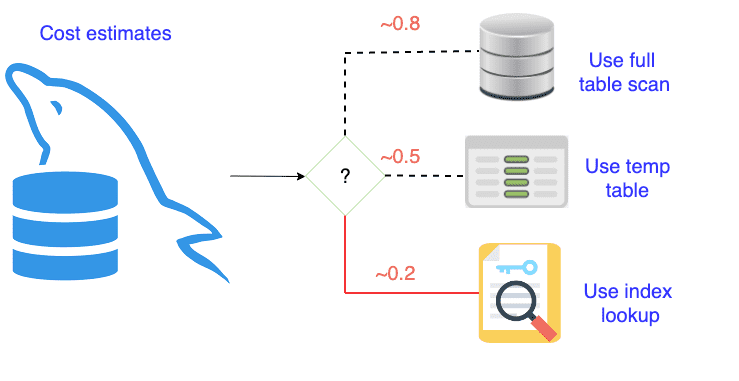 Cost estimates
~0.8
Use full
table scan
?
~0.5
Use temp
table
~0.2
Use index
lookup